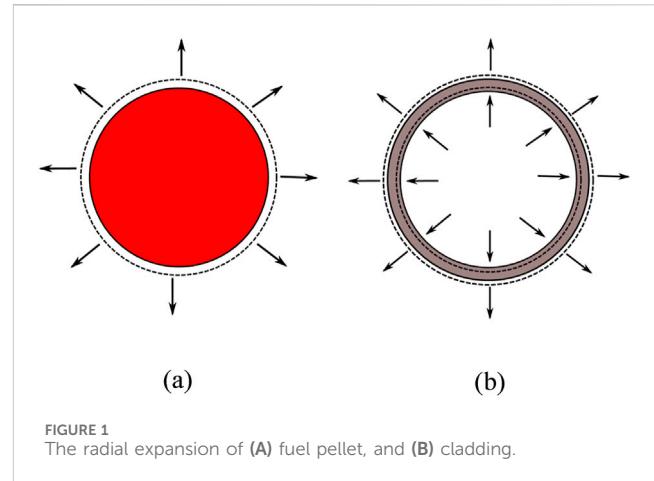 (a)
(b)
FIGURE 1
The radial expansion of (A) fuel pellet, and (B) cladding.